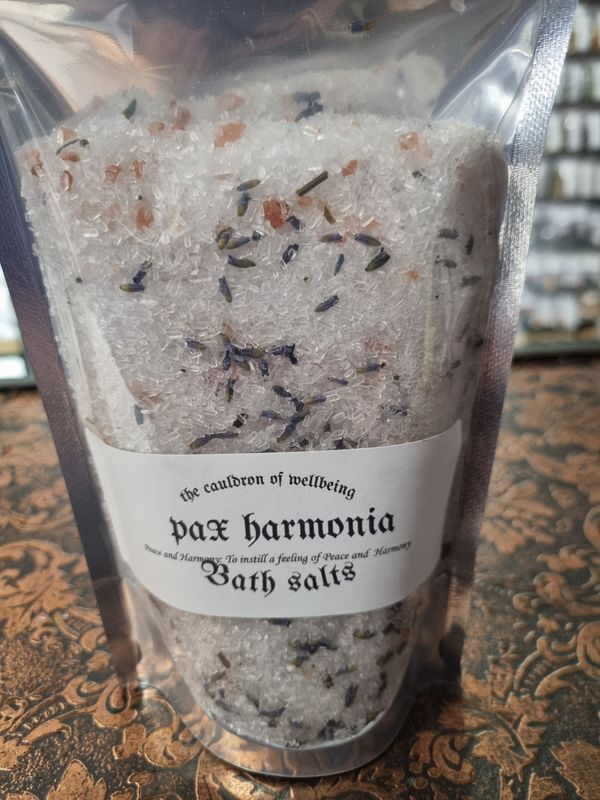 the cauldron of wellbeing
pax harmonia
Peace and Harmony: To instill a feeling of Peace and Harmony
Bath salts